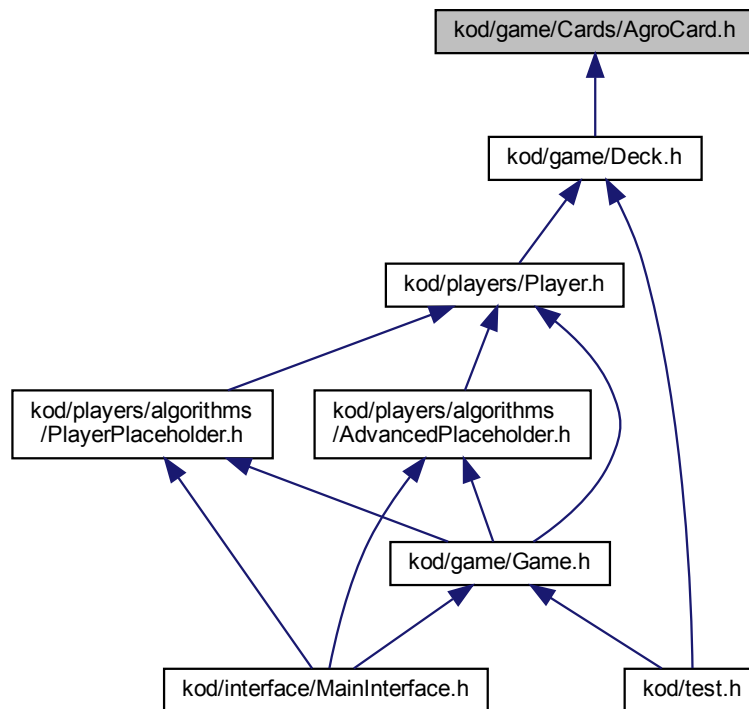 kod/game/Cards/AgroCard.h
kod/game/Deck.h
kod/players/Player.h
kod/players/algorithms
/PlayerPlaceholder.h
kod/players/algorithms
/AdvancedPlaceholder.h
kod/game/Game.h
kod/interface/MainInterface.h
kod/test.h